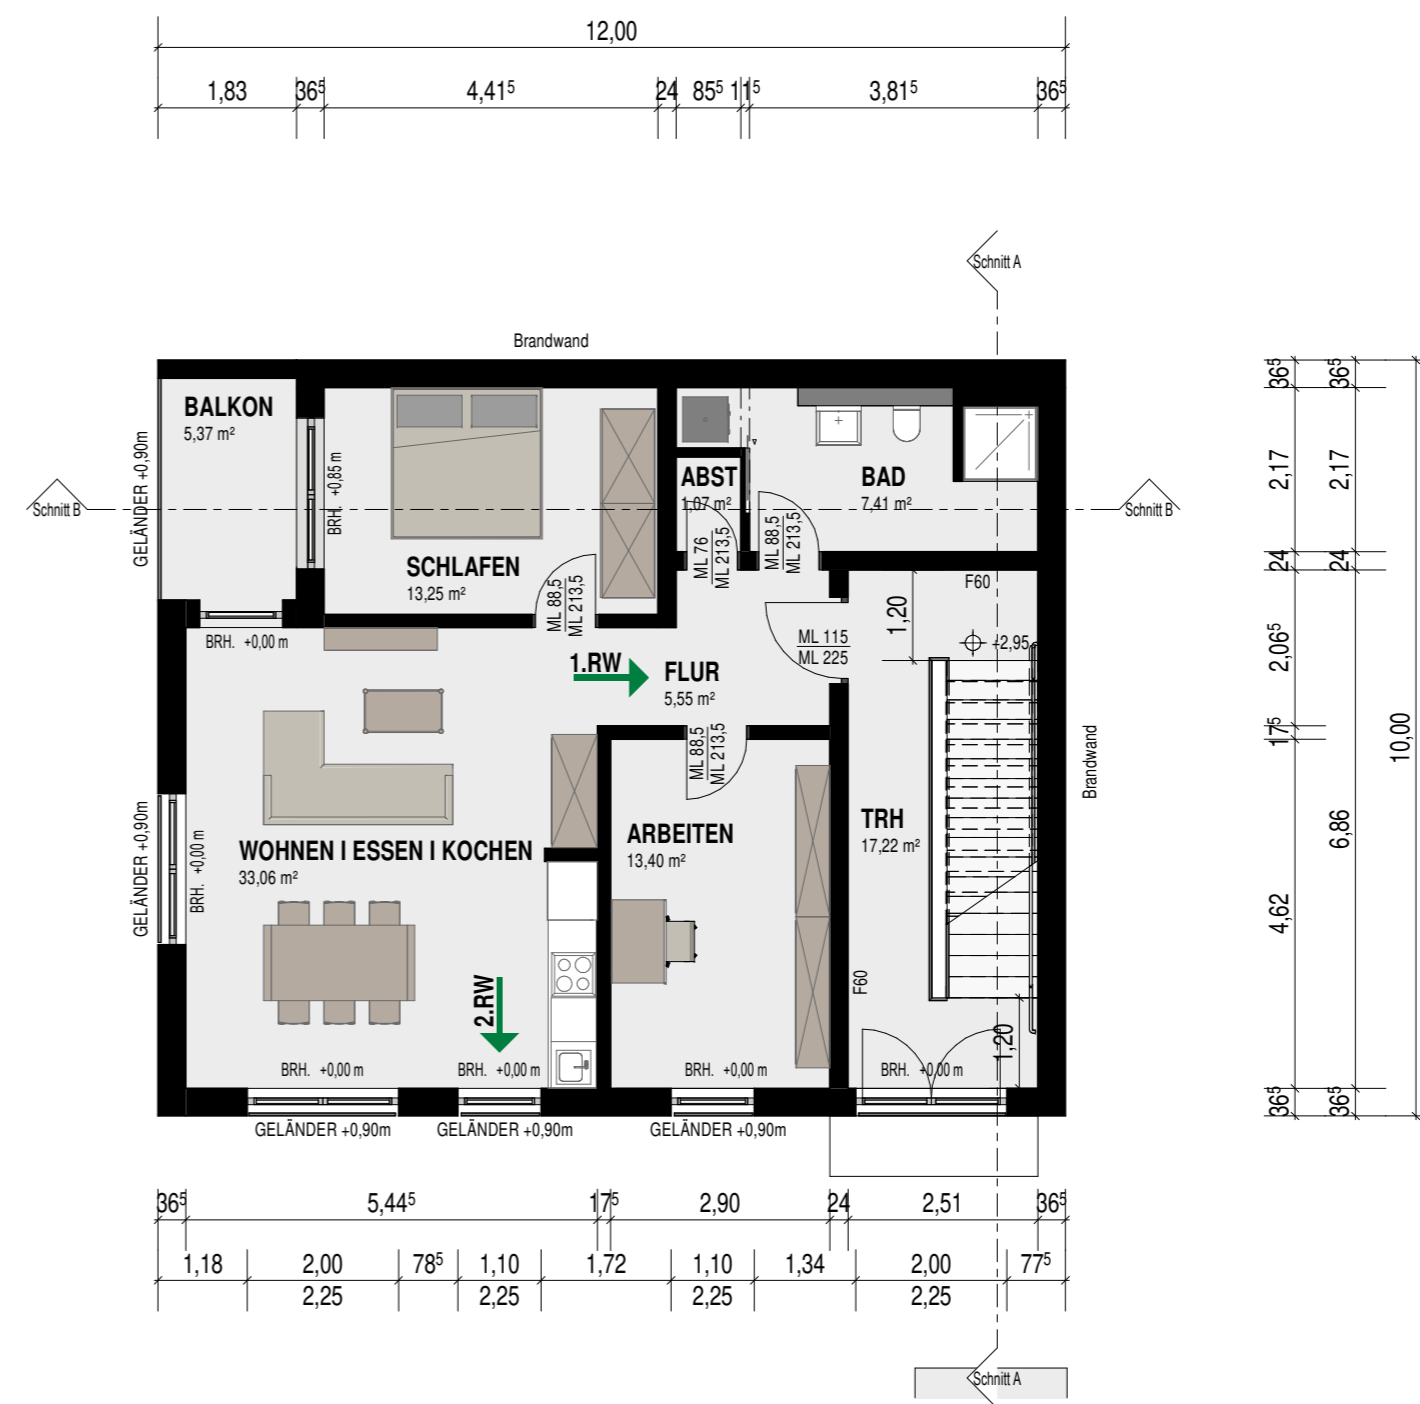 12,00
1,83 36⁵ 4,41⁵ 24 85⁵ 11⁵ 3,81⁵ 36⁵
Schnitt A
Brandwand
BALKON
5,37 m²
GELÄNDER +0,90m
BRH. +0,85 m
Schnitt B
SCHLAFEN
13,25 m²
ABST
1,07 m²
BAD
7,41 m²
Schnitt B
ML 88,5
ML 213,5
ML 76
ML 213,5
ML 88,5
ML 213,5
F60
1,20
+2,95
BRH. +0,00 m
1.RW
FLUR
5,55 m²
ML 115
ML 225
ML 88,5
ML 213,5
Brandwand
GELÄNDER +0,90m
BRH. +0,00 m
WOHNEN I ESSEN I KOCHEN
33,06 m²
ARBEITEN
13,40 m²
TRH
17,22 m²
2.RW
F60
1,20
BRH. +0,00 m
BRH. +0,00 m
BRH. +0,00 m
BRH. +0,00 m
GELÄNDER +0,90m
GELÄNDER +0,90m
GELÄNDER +0,90m
36⁵ 2,17 24 2,06⁵ 17⁵ 4,62 36⁵
36⁵ 2,17 24 6,86 36⁵
10,00
36⁵ 5,44⁵ 17⁵ 2,90 24 2,51 36⁵
1,18 2,00 78⁵ 1,10 1,72 1,10 1,34 2,00 77⁵
2,25 2,25 2,25 2,25
Schnitt A